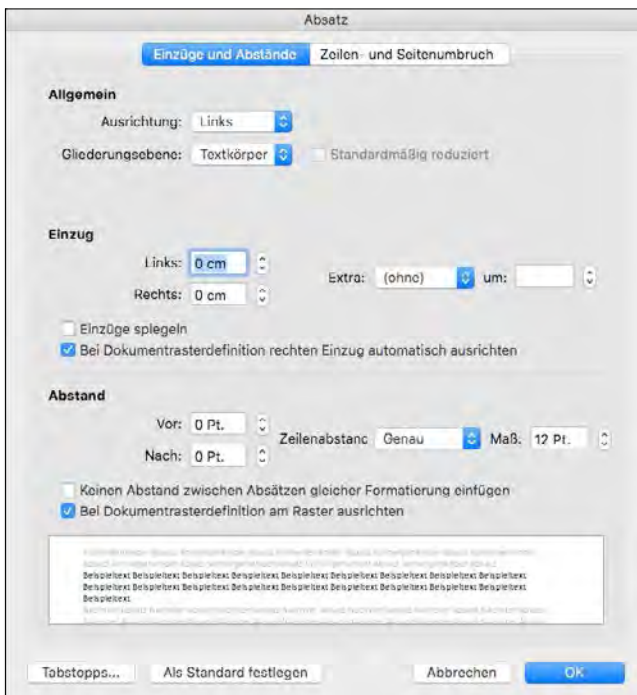 Absatz
Einzüge und Abstände Zeilen- und Seitenumbruch
Allgemein
Ausrichtung: Links
Gliederungsebene: Textkörper Standardmäßig reduziert
Einzug
Links: 0 cm
Extra: (ohne) um:
Rechts: 0 cm
Einzüge spiegeln
Bei Dokumentrasterdefinition rechten Einzug automatisch ausrichten
Abstand
Vor: 0 Pt.
Zeilenabstand Genau Maß: 12 Pt.
Nach: 0 Pt.
Keinen Abstand zwischen Absätzen gleicher Formatierung einfügen
Bei Dokumentrasterdefinition am Raster ausrichten
Beispieltext Beispieltext Beispieltext Beispieltext Beispieltext Beispieltext Beispieltext Beispieltext Beispieltext
Beispieltext Beispieltext Beispieltext Beispieltext Beispieltext Beispieltext Beispieltext Beispieltext Beispieltext
Beispieltext
Tabstopps... Als Standard festlegen Abbrechen OK